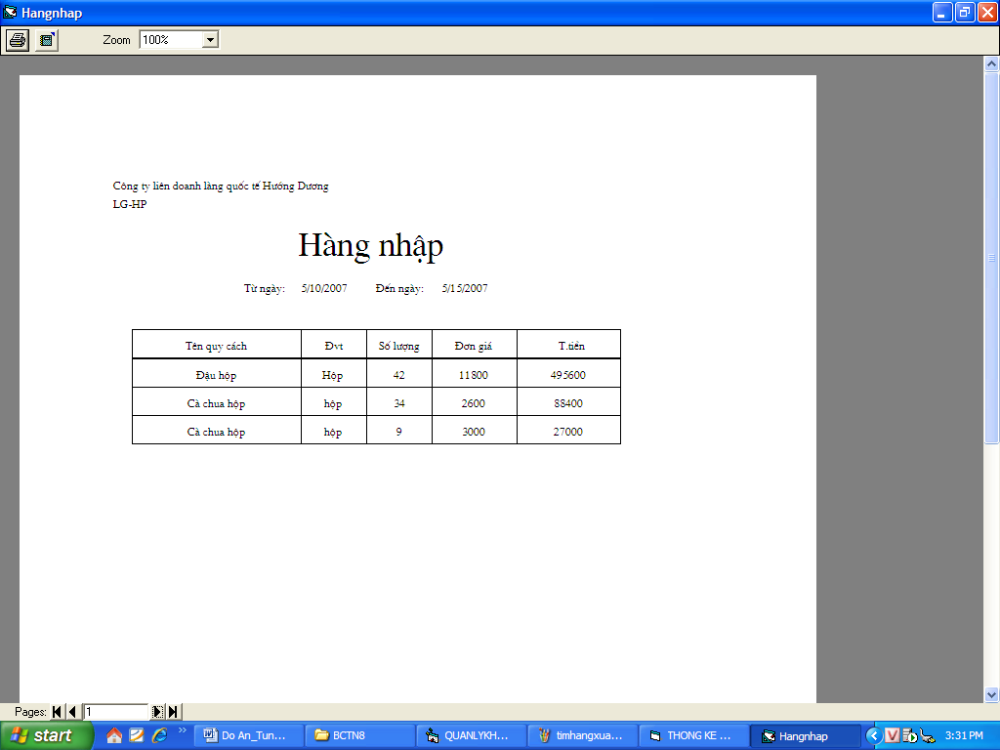 Hangnhap
Zoom 100%
Công ty liên doanh làng quốc tế Hướng Dương
LG-HP
Hàng nhập
Từ ngày: 5/10/2007 Đến ngày: 5/15/2007
Tên quy cách Đvt Số lượng Đơn giá T.tiền
Đậu hộp Hộp 42 11800 495600
Cà chua hộp hộp 34 2600 88400
Cà chua hộp hộp 9 3000 27000
Pages: 1
start Do An_Tun... BCTN8 QUANLYKH... timhangxua... THONG KE ... Hangnhap V 3:31 PM